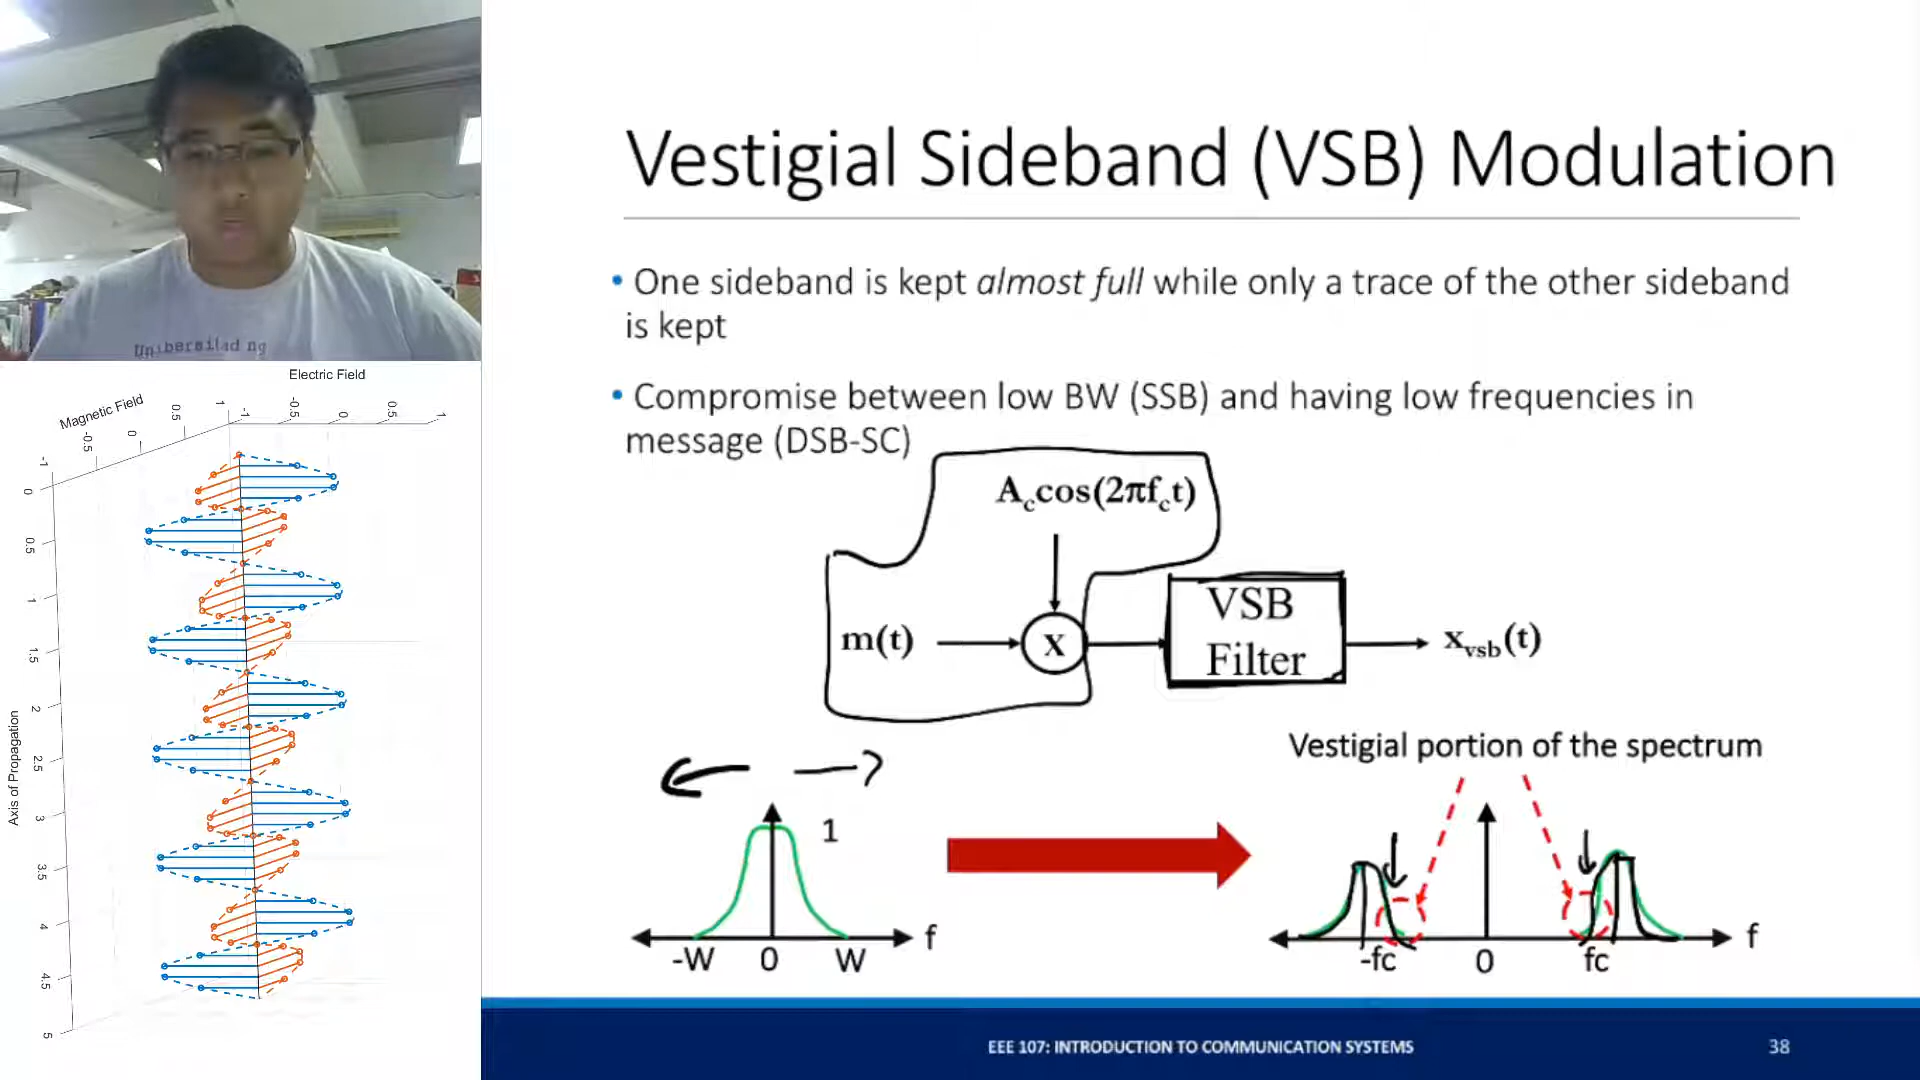 Unibersidad ng
Electric Field
Magnetic Field
-1 -0.5 0 0.5 1
-1 -0.5 0 0.5 1
0
0.5
1
1.5
2
2.5
3
3.5
4
4.5
5
Axis of Propagation
Vestigial Sideband (VSB) Modulation
• One sideband is kept almost full while only a trace of the other sideband
is kept
• Compromise between low BW (SSB) and having low frequencies in
message (DSB-SC)
A_c cos(2πf_c t)
m(t)
X
VSB
Filter
x_vsb(t)
Vestigial portion of the spectrum
1
-W 0 W f
-fc 0 fc f
EEE 107: INTRODUCTION TO COMMUNICATION SYSTEMS
38